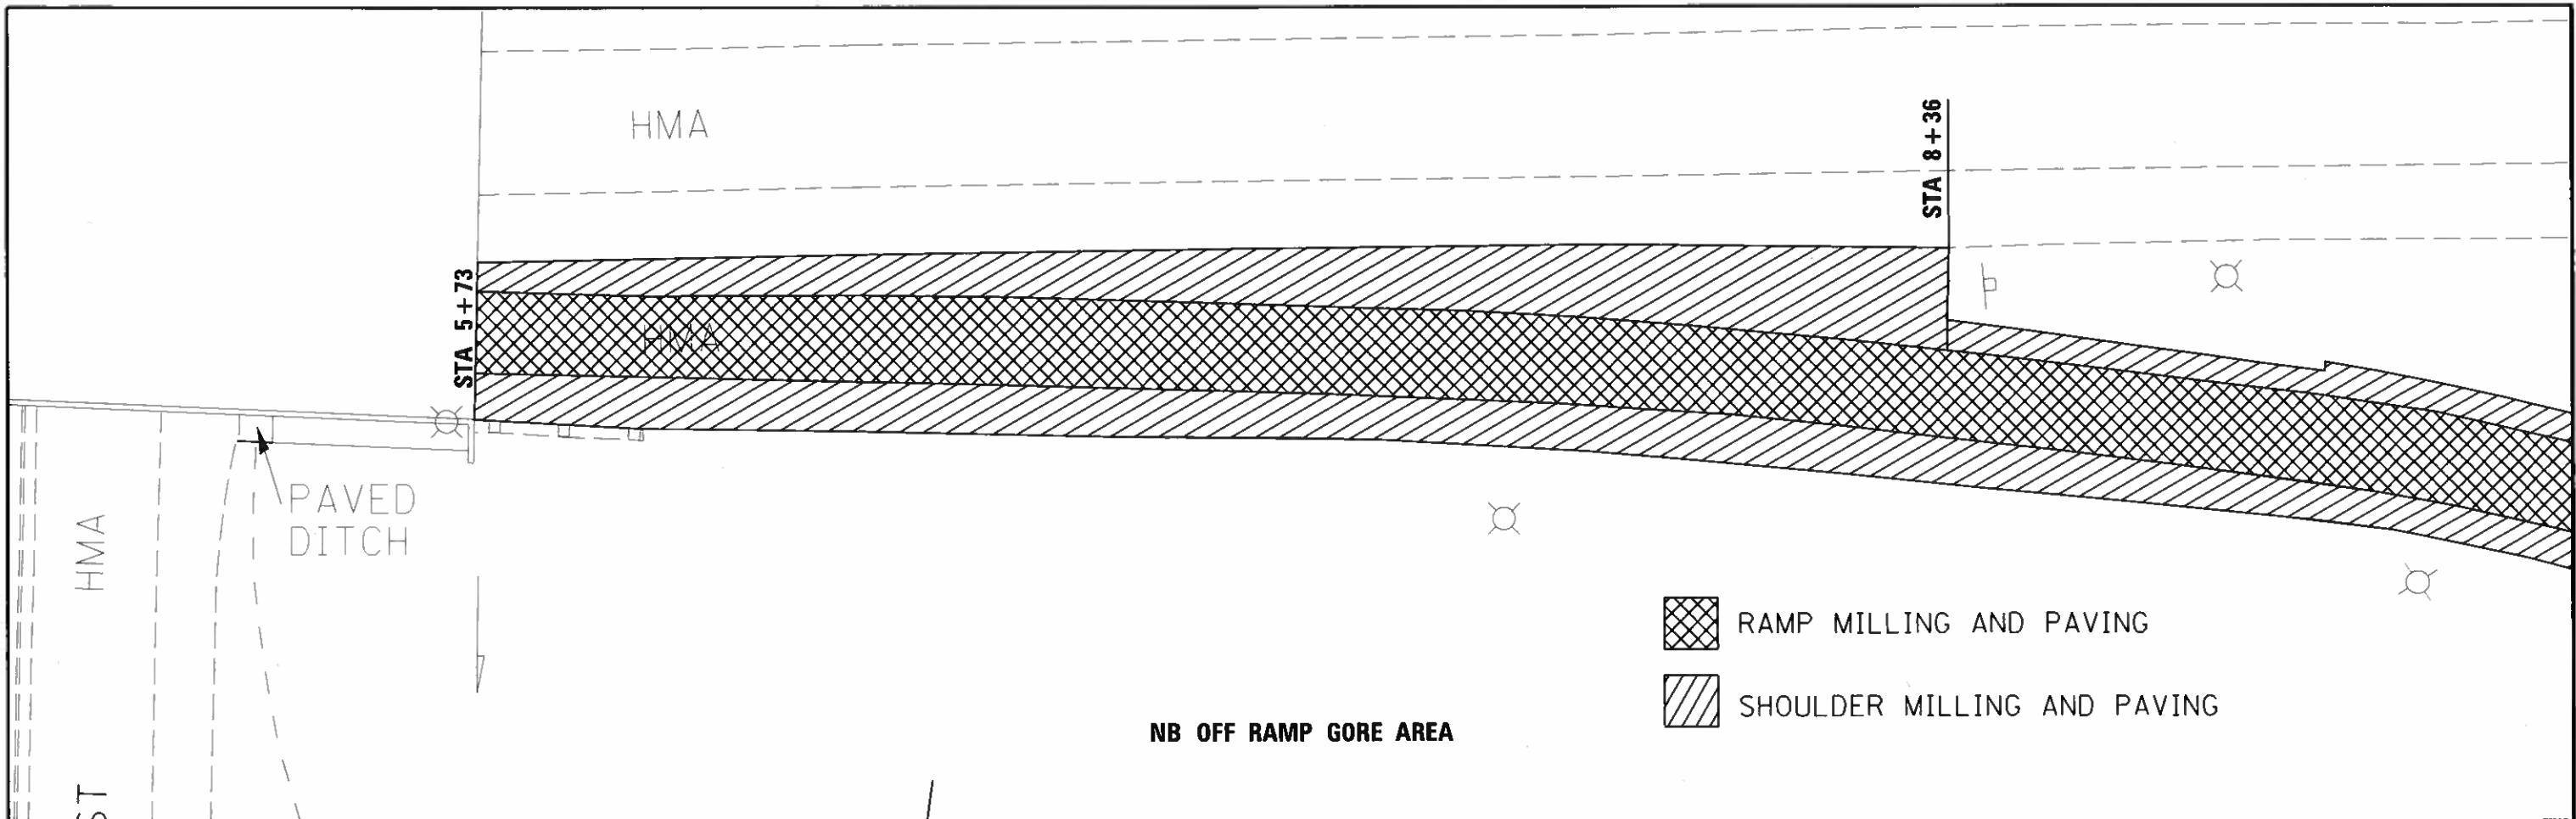 HMA
STA 8+36
STA 5+73
HMA
PAVED
DITCH
HMA
RAMP MILLING AND PAVING
SHOULDER MILLING AND PAVING
NB OFF RAMP GORE AREA